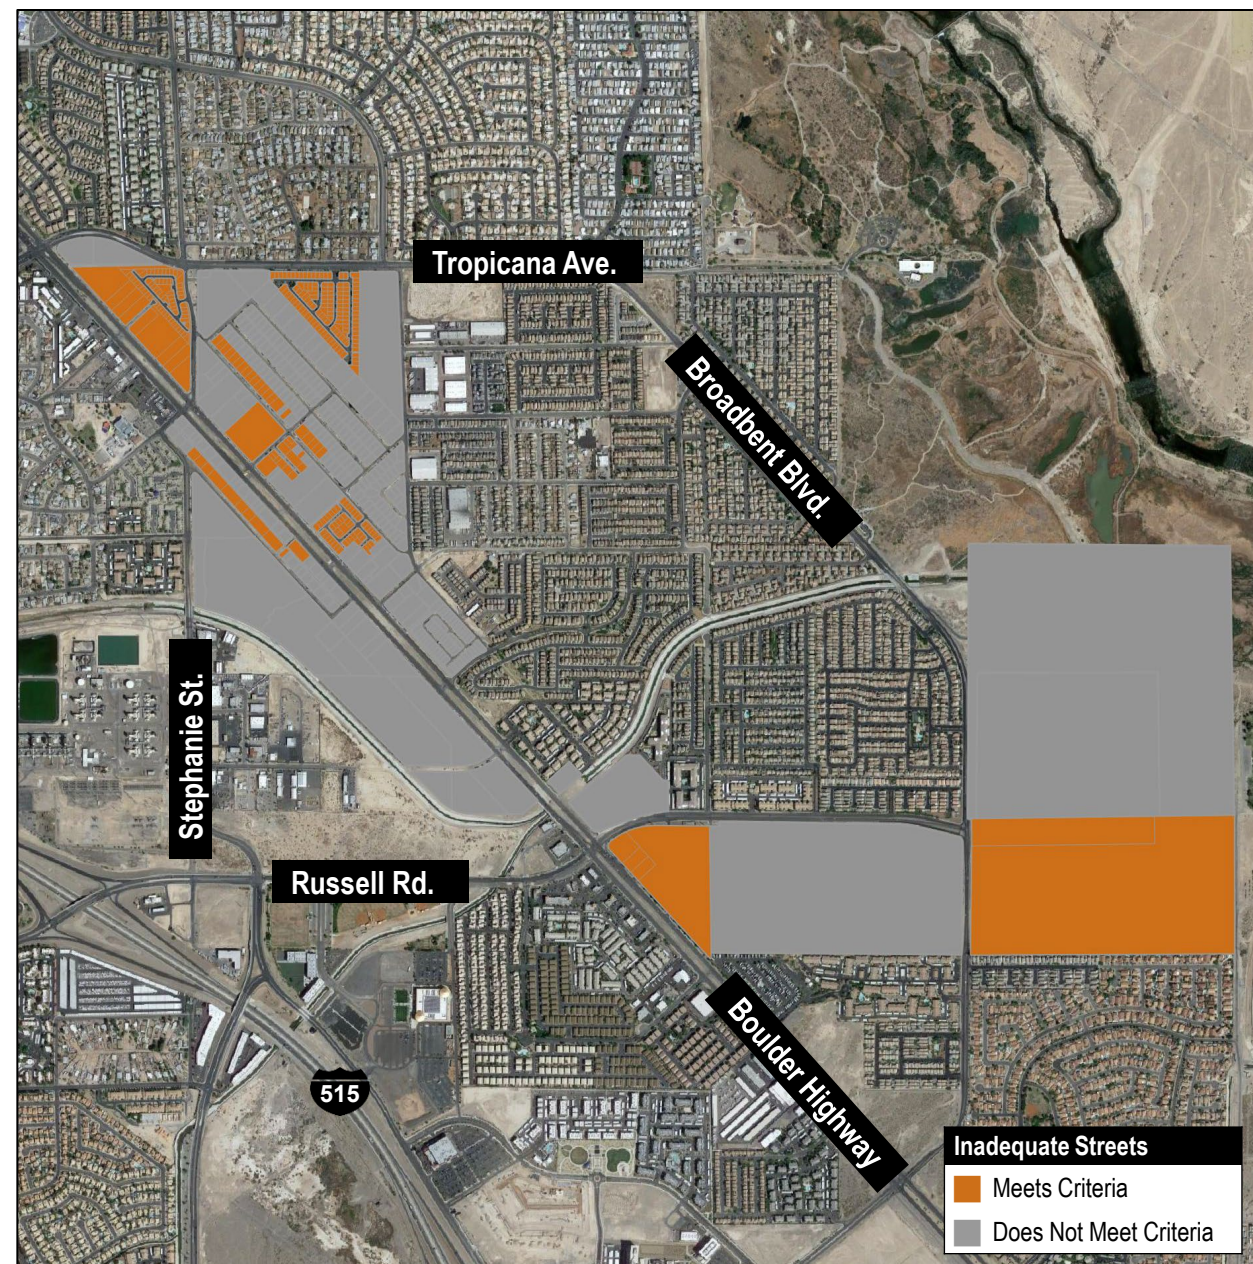 Tropicana Ave.
Broadbent Blvd.
Stephanie St.
Russell Rd.
Boulder Highway
515
Inadequate Streets
Meets Criteria
Does Not Meet Criteria